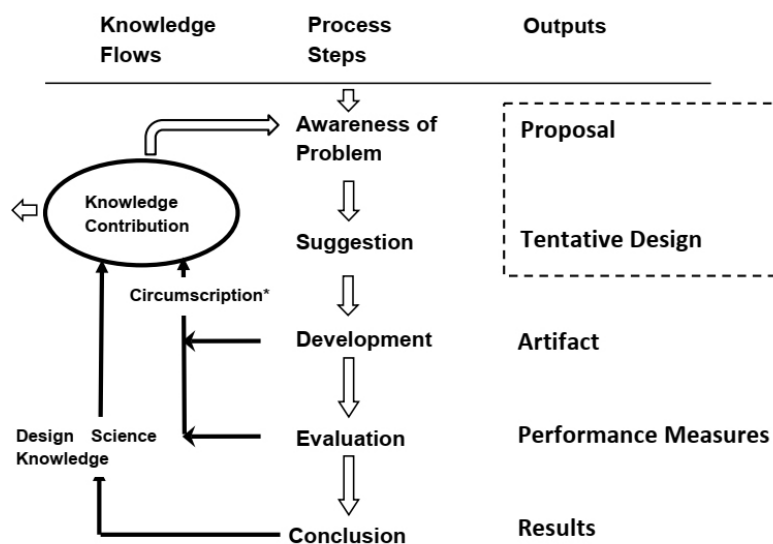 Knowledge Flows
Process Steps
Outputs
Awareness of Problem
Proposal
Knowledge Contribution
Suggestion
Tentative Design
Circumscription*
Development
Artifact
Design Science Knowledge
Evaluation
Performance Measures
Conclusion
Results